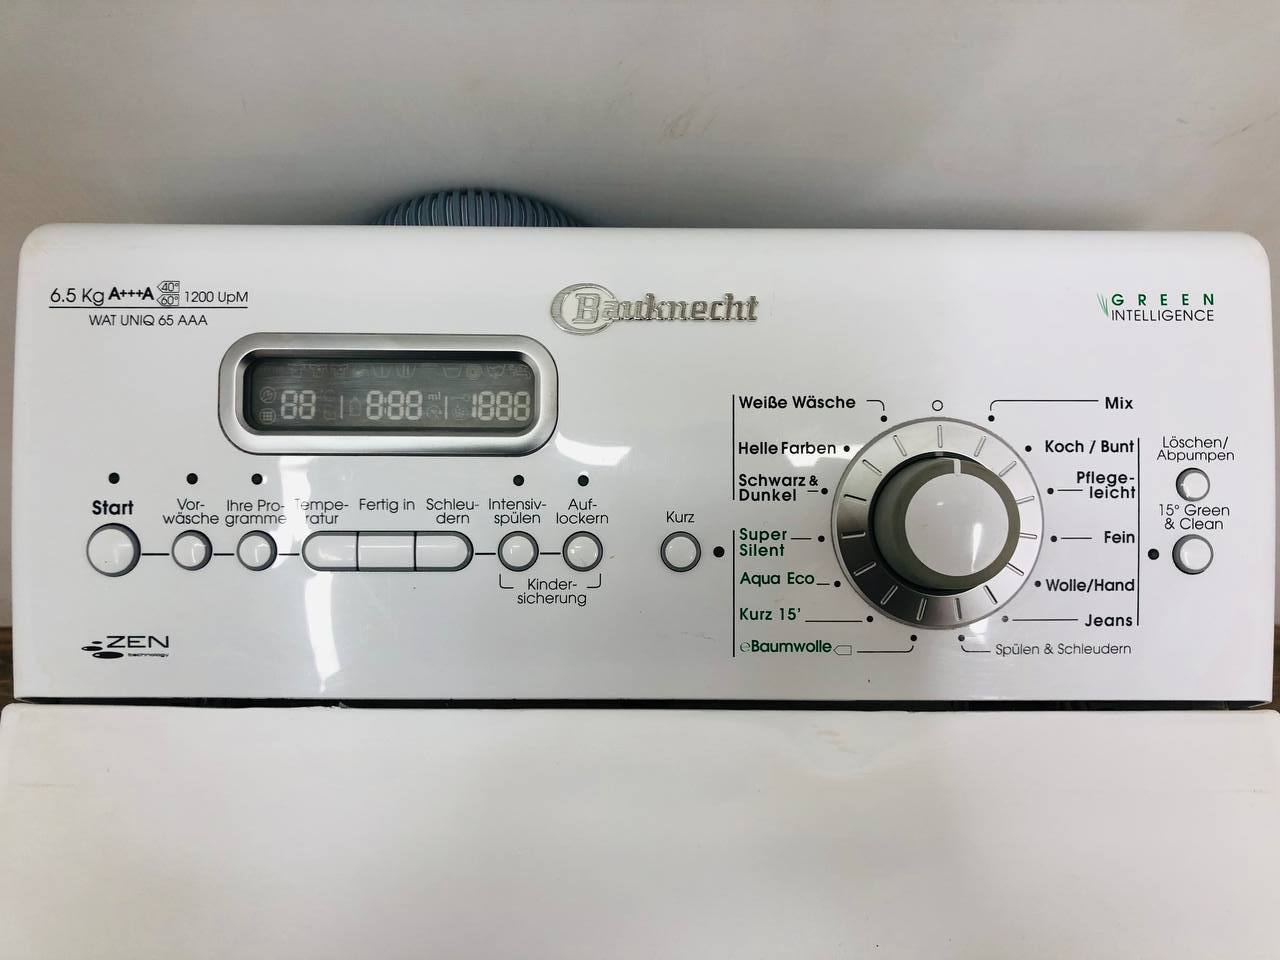 6.5 Kg A+++A 40° 60° 1200 UpM
WAT UNIQ 65 AAA
Bauknecht
GREEN
INTELLIGENCE
88 8:88 ml 1888
Start
Vor-
wäsche
Ihre Pro-
gramme
Tempe-
ratur
Fertig in
Schleu-
dern
Intensiv-
spülen
Auf-
lockern
Kinder-
sicherung
Kurz
Weiße Wäsche
Helle Farben
Schwarz &
Dunkel
Super
Silent
Aqua Eco
Kurz 15'
eBaumwolle
Mix
Koch / Bunt
Pflege-
leicht
Fein
Wolle/Hand
Jeans
Spülen & Schleudern
Löschen/
Abpumpen
15° Green
& Clean
ZEN
technology